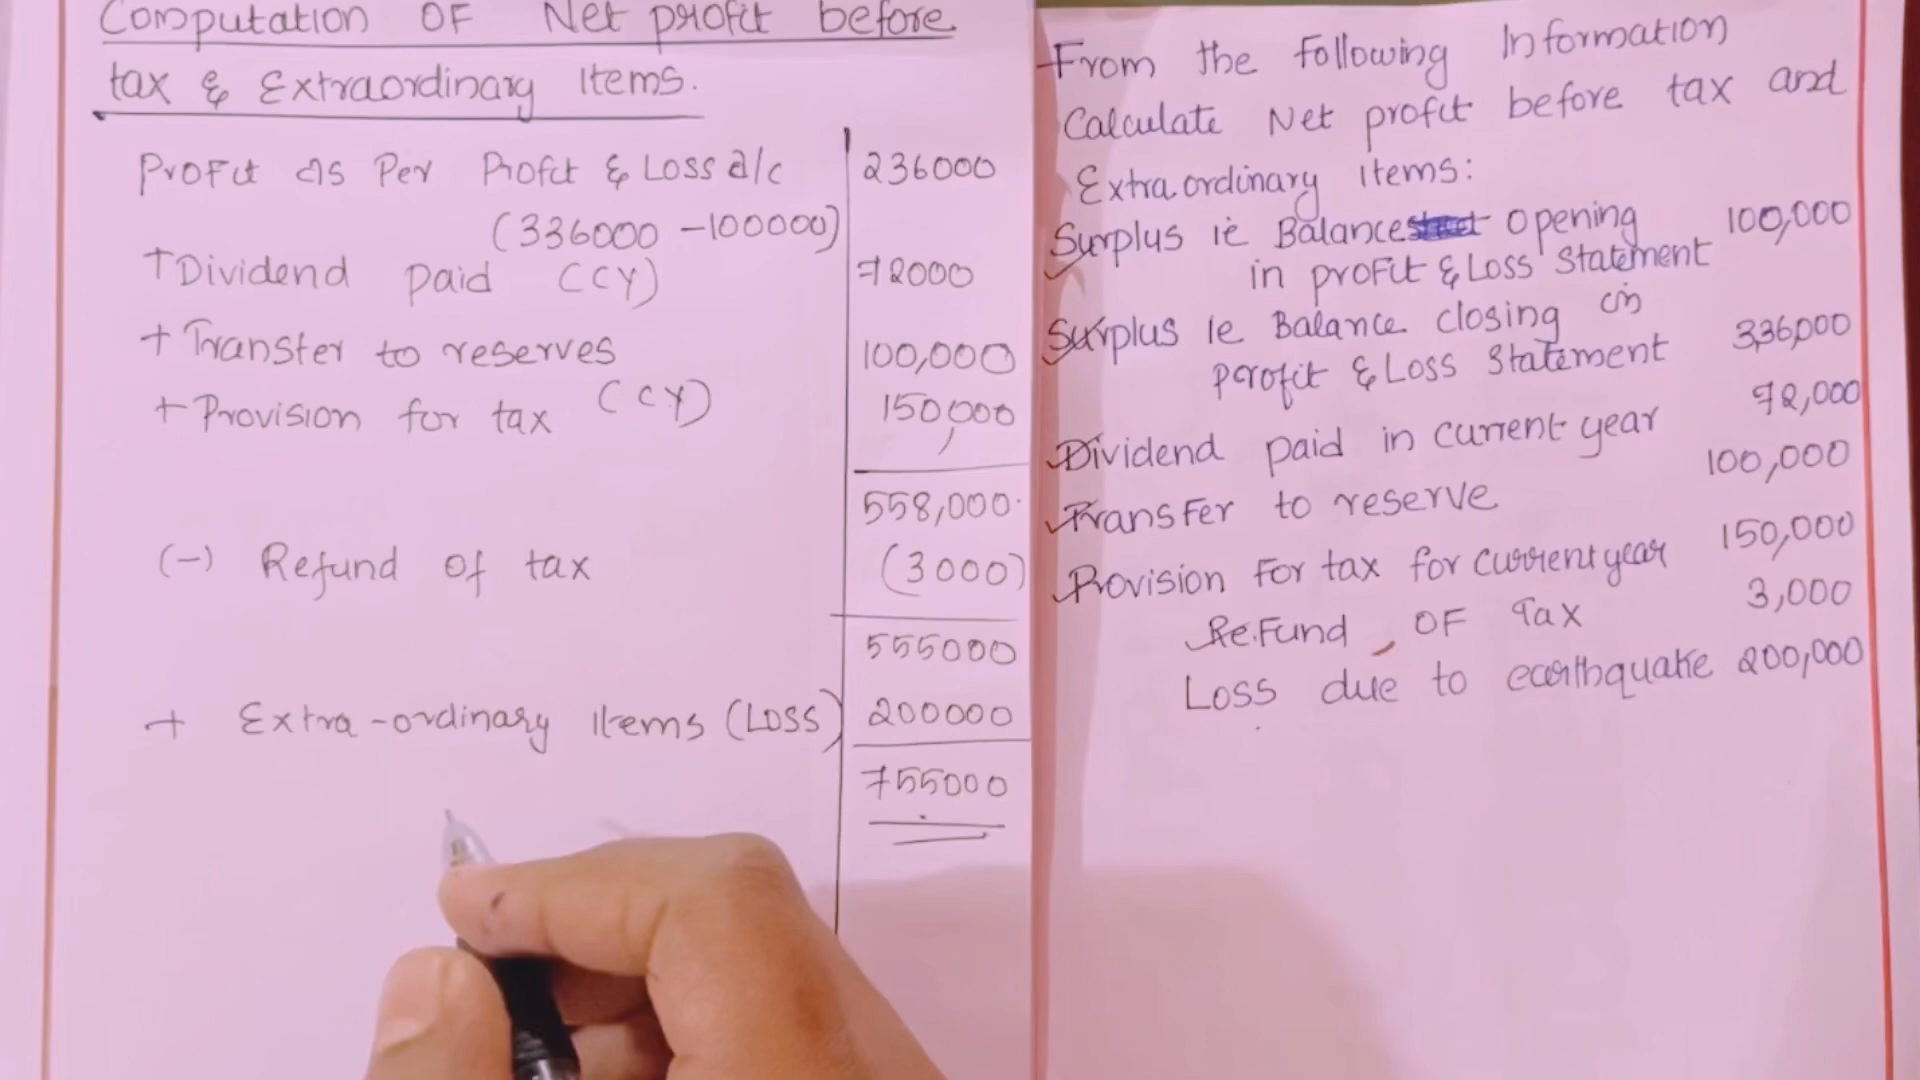 Computation OF Net profit before
tax & Extraordinary Items.
Profit as Per Profit & Loss a/c 236000
(336000 - 100000)
+ Dividend paid (CY) 72000
+ Transfer to reserves 100,000
+ Provision for tax (CY) 150,000
558,000
(-) Refund of tax (3000)
555000
+ Extra-ordinary items (Loss) 200000
755000
From the Following Information
Calculate Net profit before tax and
Extra ordinary items:
Surplus ie Balance opening 100,000
in profit & Loss Statement
Surplus ie Balance closing in
profit & Loss Statement 336,000
Dividend paid in current year 72,000
Transfer to reserve 100,000
Provision for tax for current year 150,000
Refund OF Tax 3,000
Loss due to earthquake 200,000